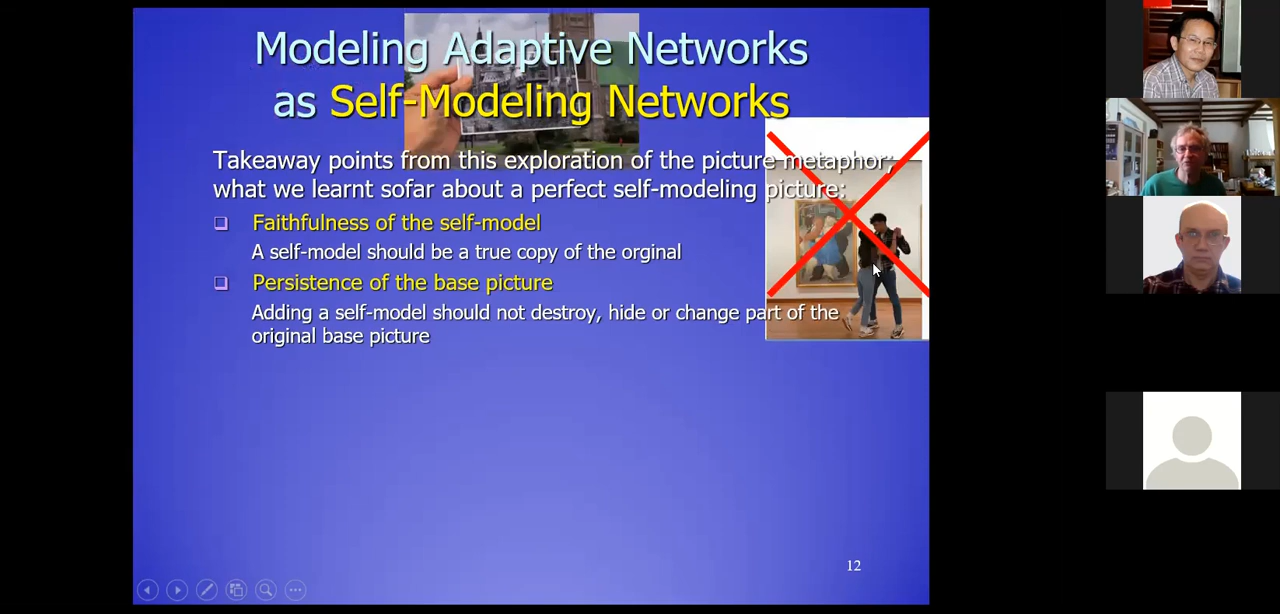 Modeling Adaptive Networks
as Self-Modeling Networks
Takeaway points from this exploration of the picture metaphor;
what we learnt sofar about a perfect self-modeling picture:
Faithfulness of the self-model
A self-model should be a true copy of the orginal
Persistence of the base picture
Adding a self-model should not destroy, hide or change part of the
original base picture
12